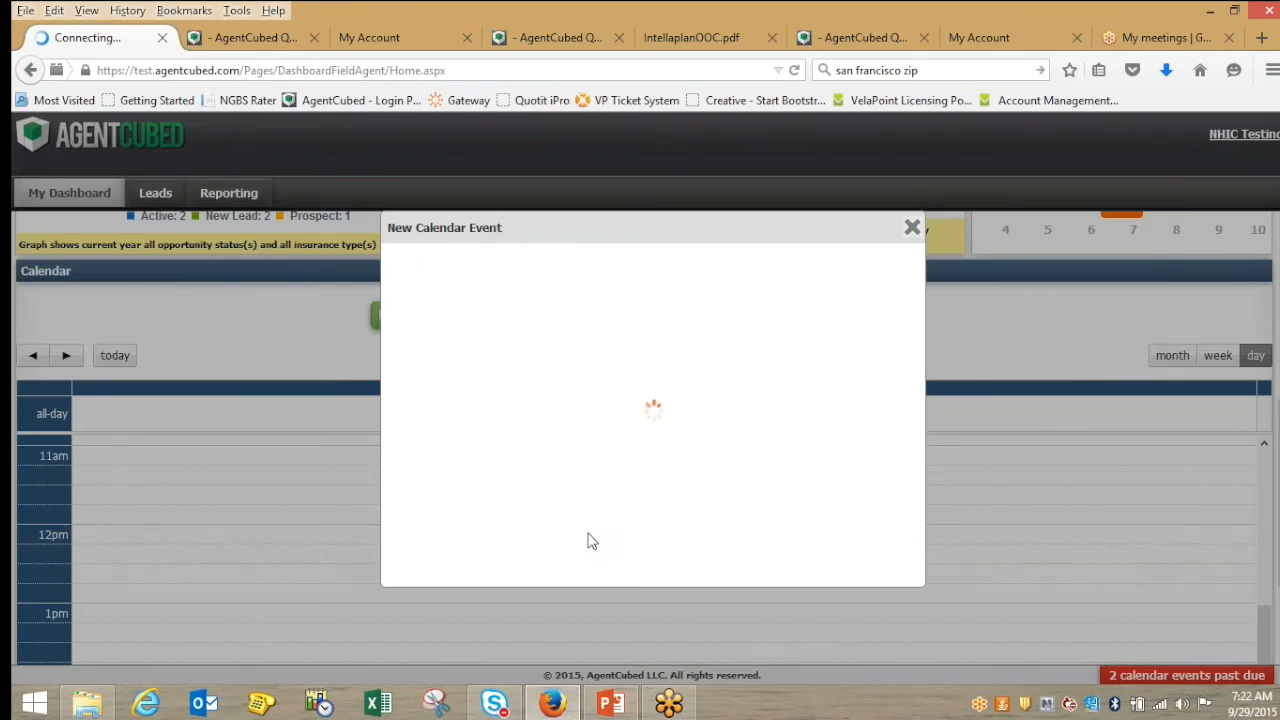 File Edit View History Bookmarks Tools Help
Connecting... - AgentCubed Q... My Account - AgentCubed Q... IntellaplanOOC.pdf - AgentCubed Q... My Account My meetings | G...
https://test.agentcubed.com/Pages/DashboardFieldAgent/Home.aspx san francisco zip
Most Visited Getting Started NGBS Rater AgentCubed - Login P... Gateway Quotit iPro VP Ticket System Creative - Start Bootstr... VelaPoint Licensing Po... Account Management...
AGENTCUBED NHIC Testing
My Dashboard Leads Reporting
Active: 2 New Lead: 2 Prospect: 1
New Calendar Event
4 5 6 7 8 9 10
Graph shows current year all opportunity status(s) and all insurance type(s)
Calendar
today month week day
all-day
11am
12pm
1pm
© 2015, AgentCubed LLC. All rights reserved. 2 calendar events past due
7:22 AM
9/29/2015